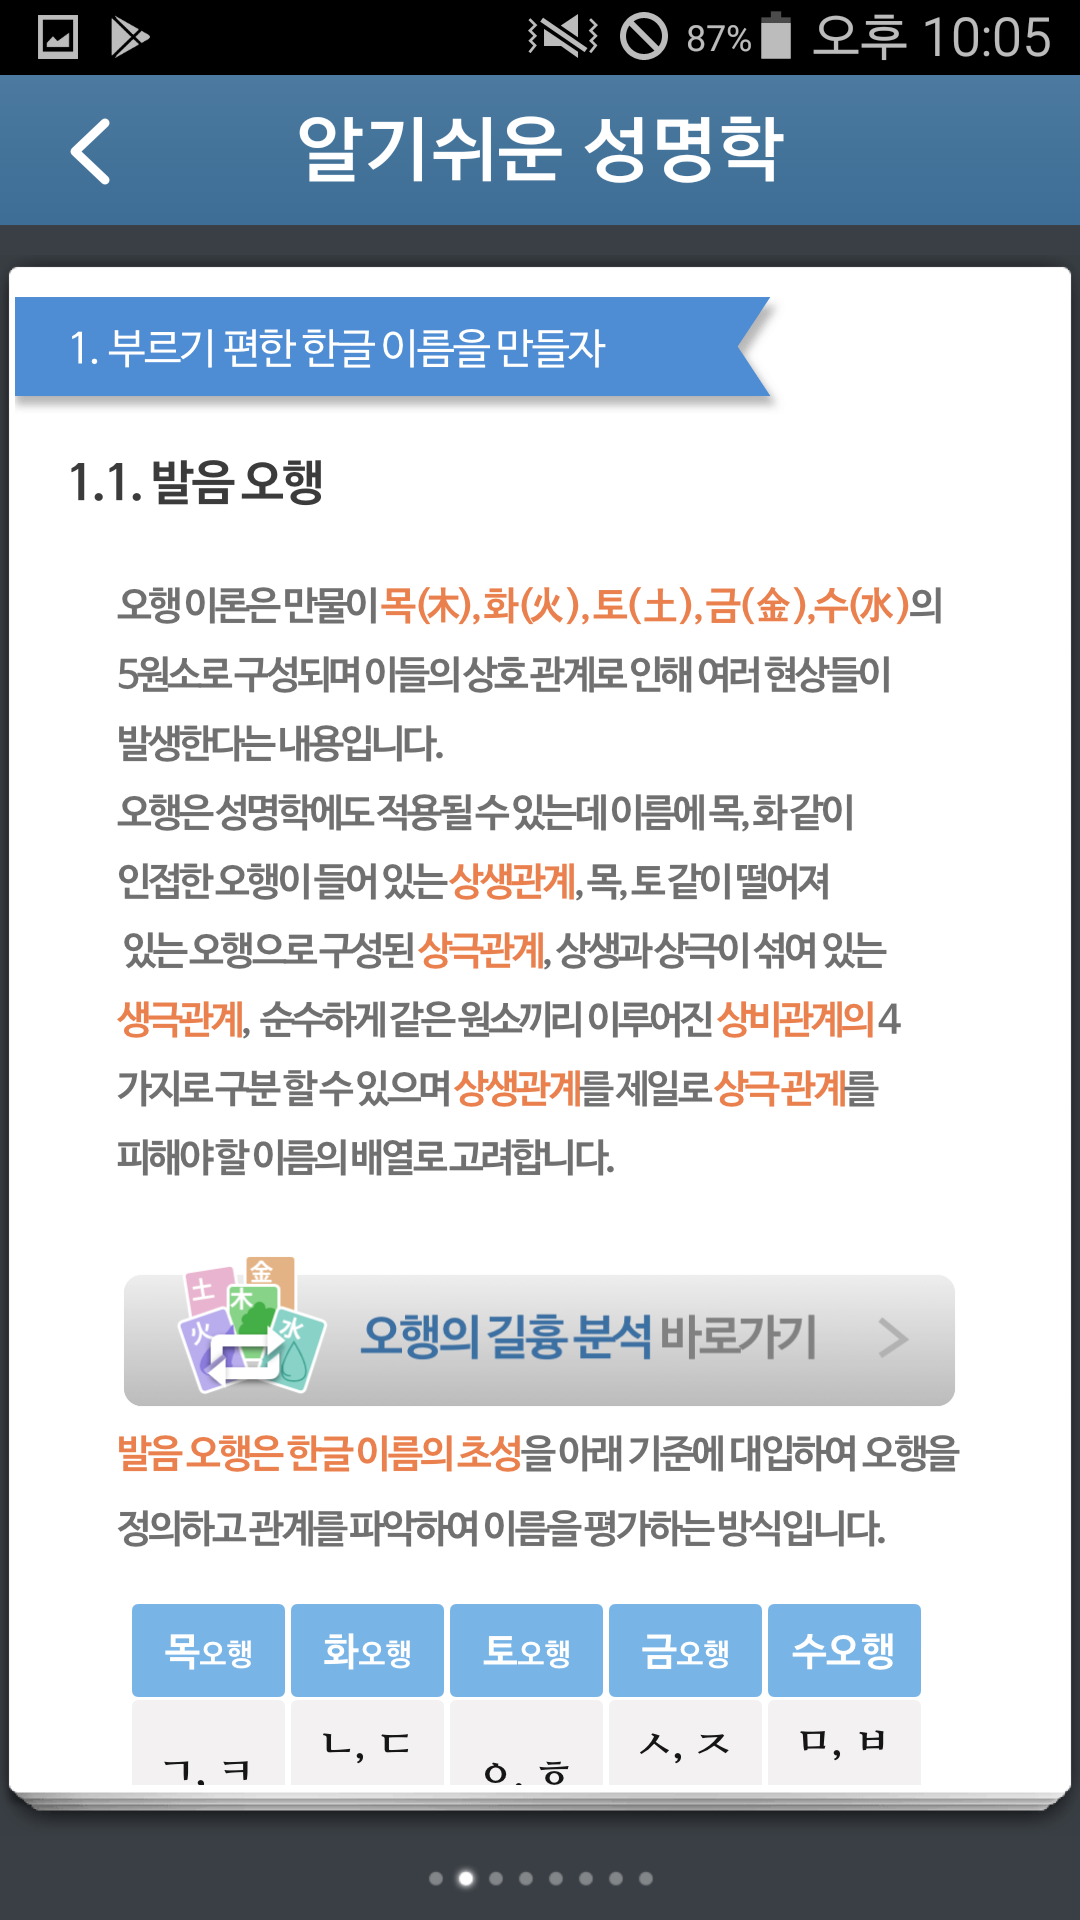 87% 오후 10:05
알기쉬운 성명학
1. 부르기 편한 한글 이름을 만들자
1.1. 발음 오행
오행 이론은 만물이 목(木), 화(火), 토(土), 금(金),수(水)의
5원소로 구성되며 이들의 상호 관계로 인해 여러 현상들이
발생한다는 내용입니다.
오행은 성명학에도 적용될 수 있는데 이름에 목, 화 같이
인접한 오행이 들어 있는 상생관계, 목, 토 같이 떨어져
있는 오행으로 구성된 상극관계, 상생과 상극이 섞여 있는
생극관계, 순수하게 같은 원소끼리 이루어진 상비관계의 4
가지로 구분 할 수 있으며 상생관계를 제일로 상극 관계를
피해야 할 이름의 배열로 고려합니다.
土 金 木 火 水
오행의 길흉 분석 바로가기
발음 오행은 한글 이름의 초성을 아래 기준에 대입하여 오행을
정의하고 관계를 파악하여 이름을 평가하는 방식입니다.
목오행 화오행 토오행 금오행 수오행
ㄱ, ㅋ ㄴ, ㄷ ㅇ, ㅎ ㅅ, ㅈ ㅁ, ㅂ